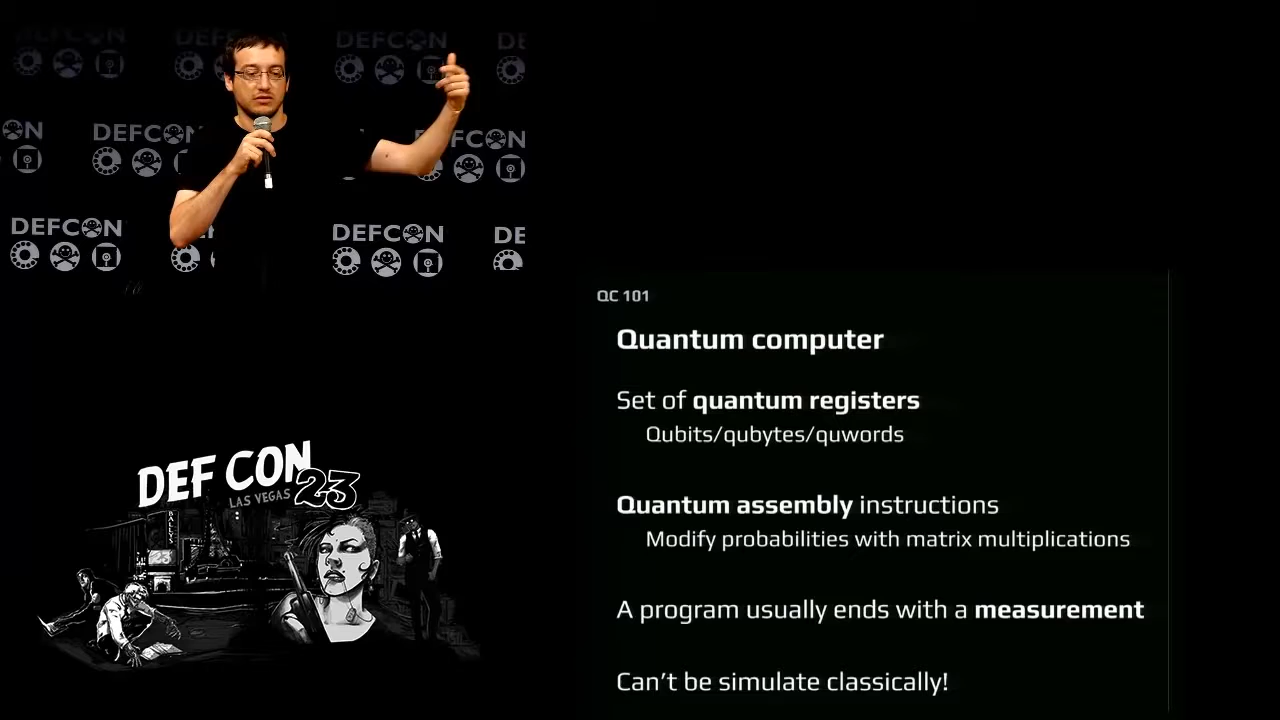 DEFCON
DEFCON
DEFCON
DEFCON
DEFCON
QC 101
Quantum computer
Set of quantum registers
Qubits/qubytes/quwords
Quantum assembly instructions
Modify probabilities with matrix multiplications
A program usually ends with a measurement
Can't be simulate classically!
DEF CON
LAS VEGAS 23
BALLY'S